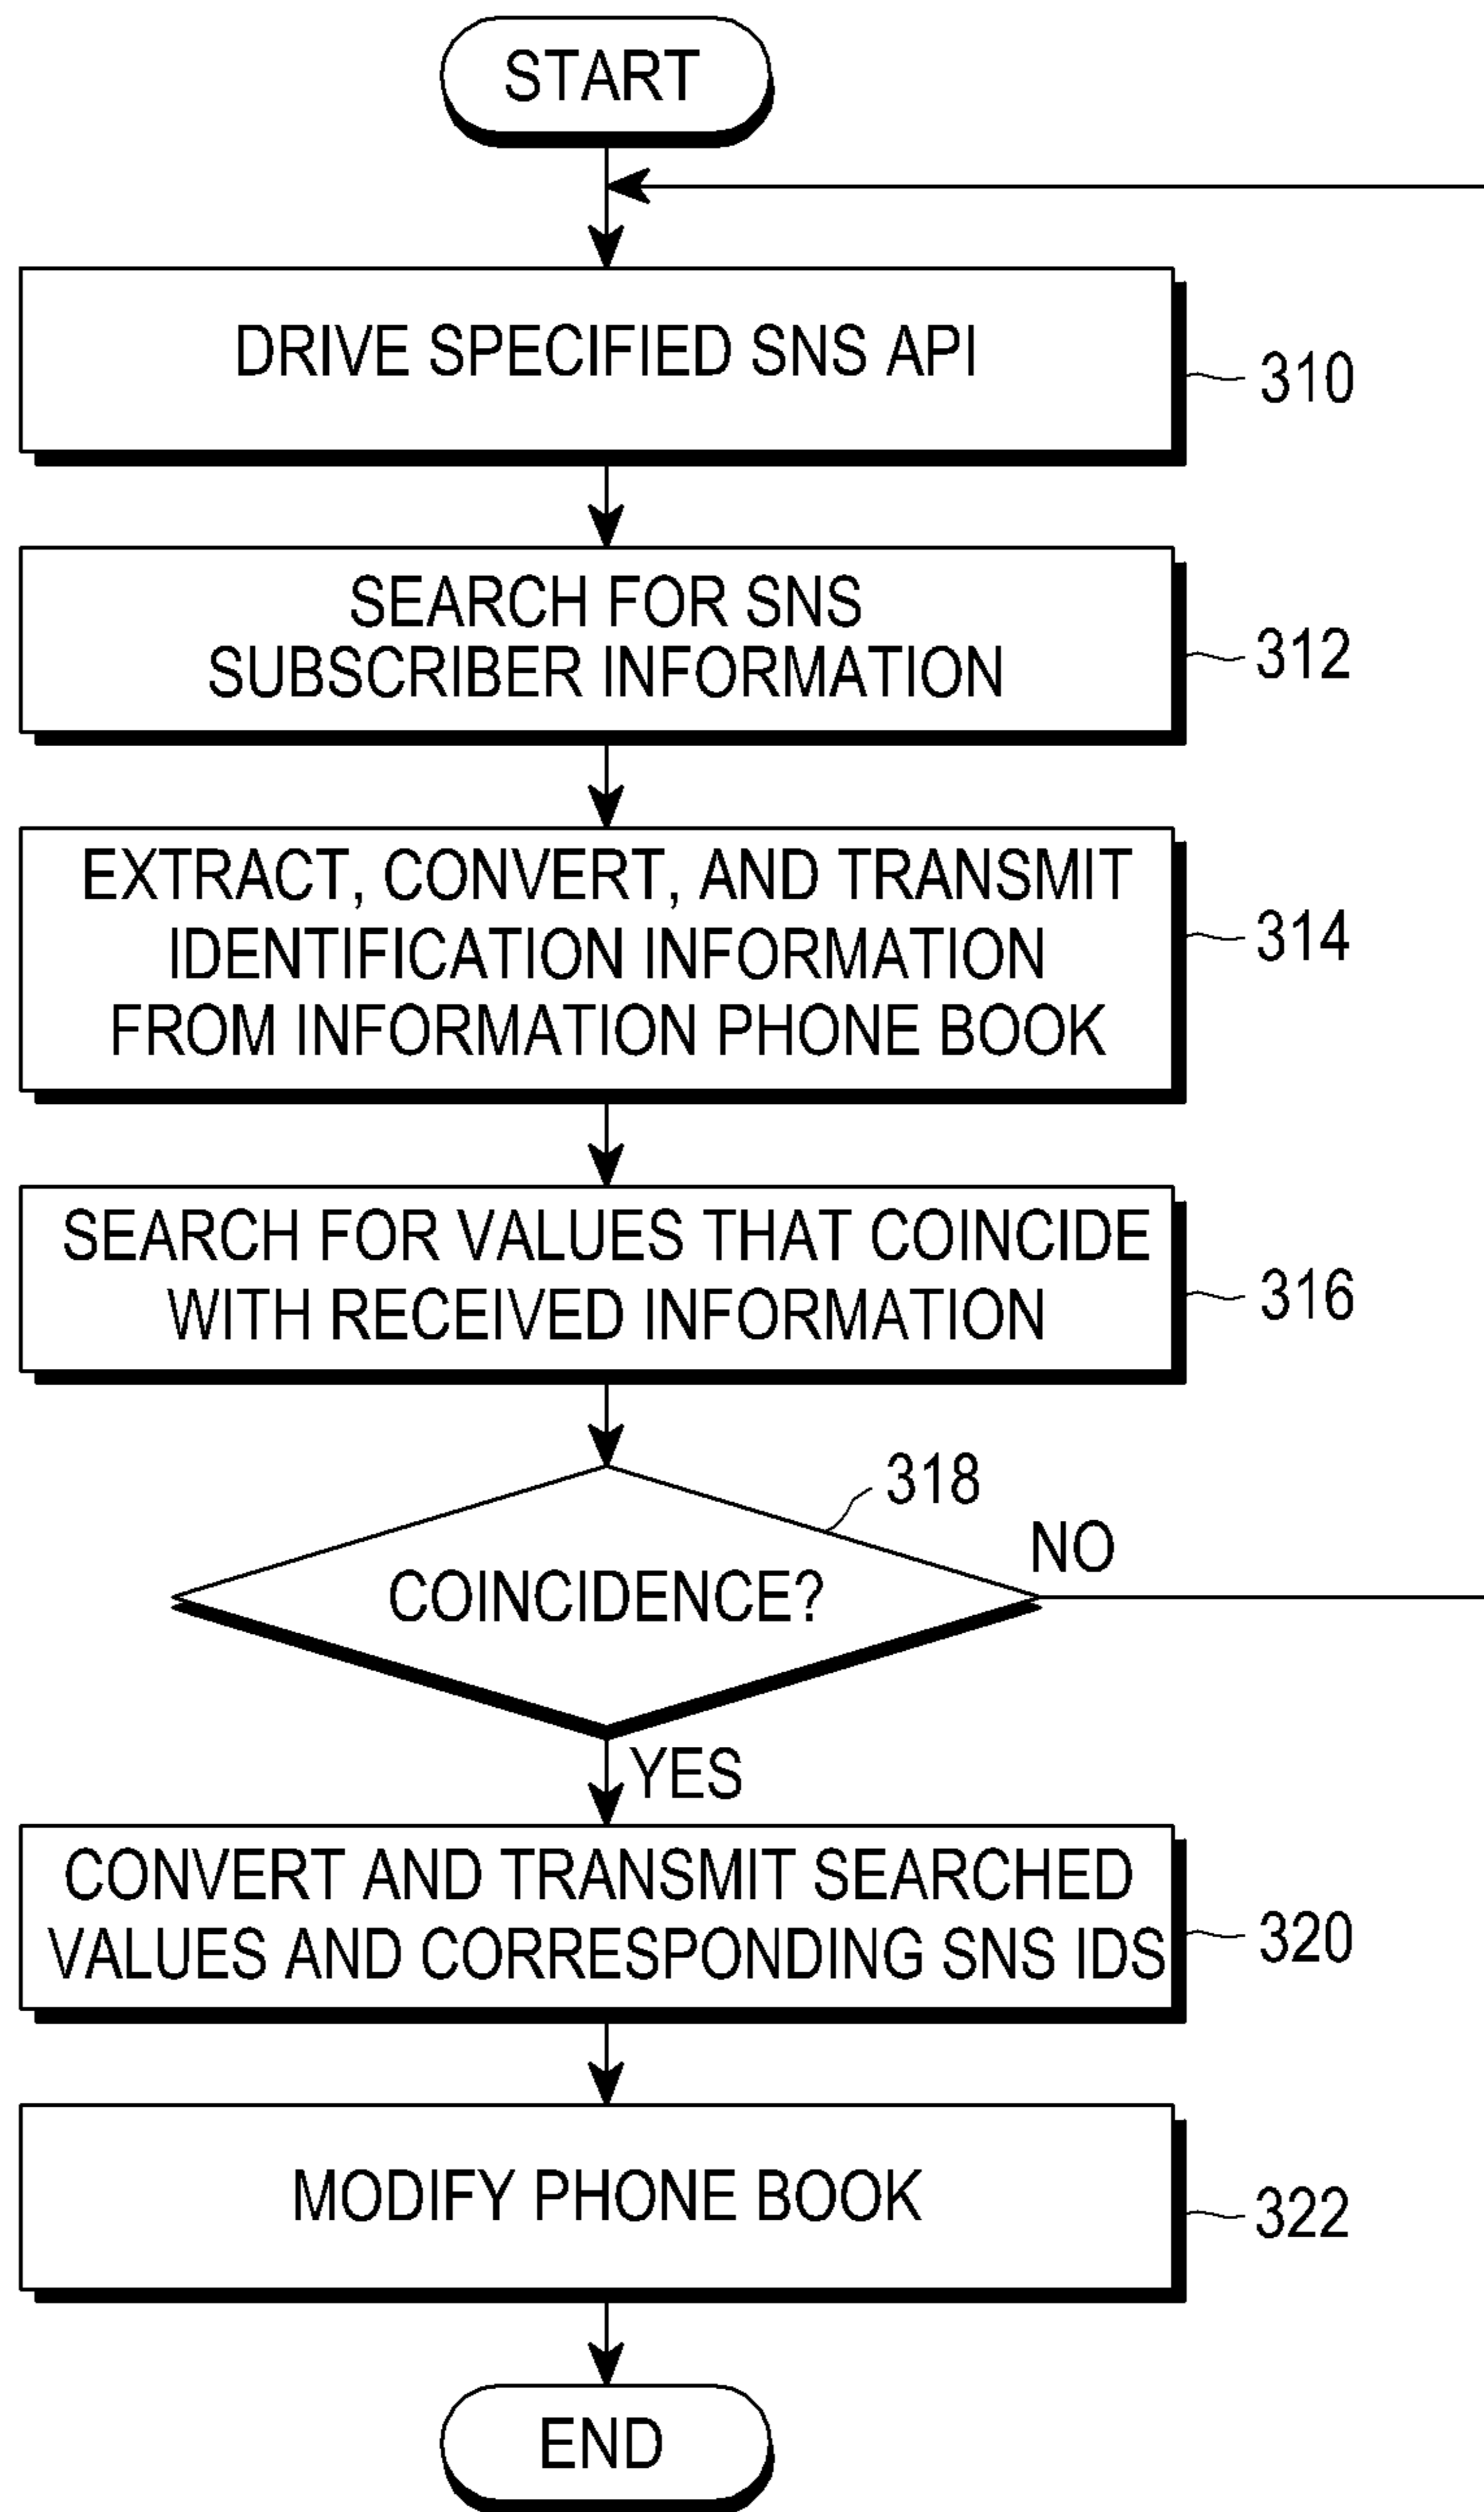 START
DRIVE SPECIFIED SNS API
310
SEARCH FOR SNS
SUBSCRIBER INFORMATION
312
EXTRACT, CONVERT, AND TRANSMIT
IDENTIFICATION INFORMATION
FROM INFORMATION PHONE BOOK
314
SEARCH FOR VALUES THAT COINCIDE
WITH RECEIVED INFORMATION
316
318
COINCIDENCE?
NO
YES
CONVERT AND TRANSMIT SEARCHED
VALUES AND CORRESPONDING SNS IDS
320
MODIFY PHONE BOOK
322
END